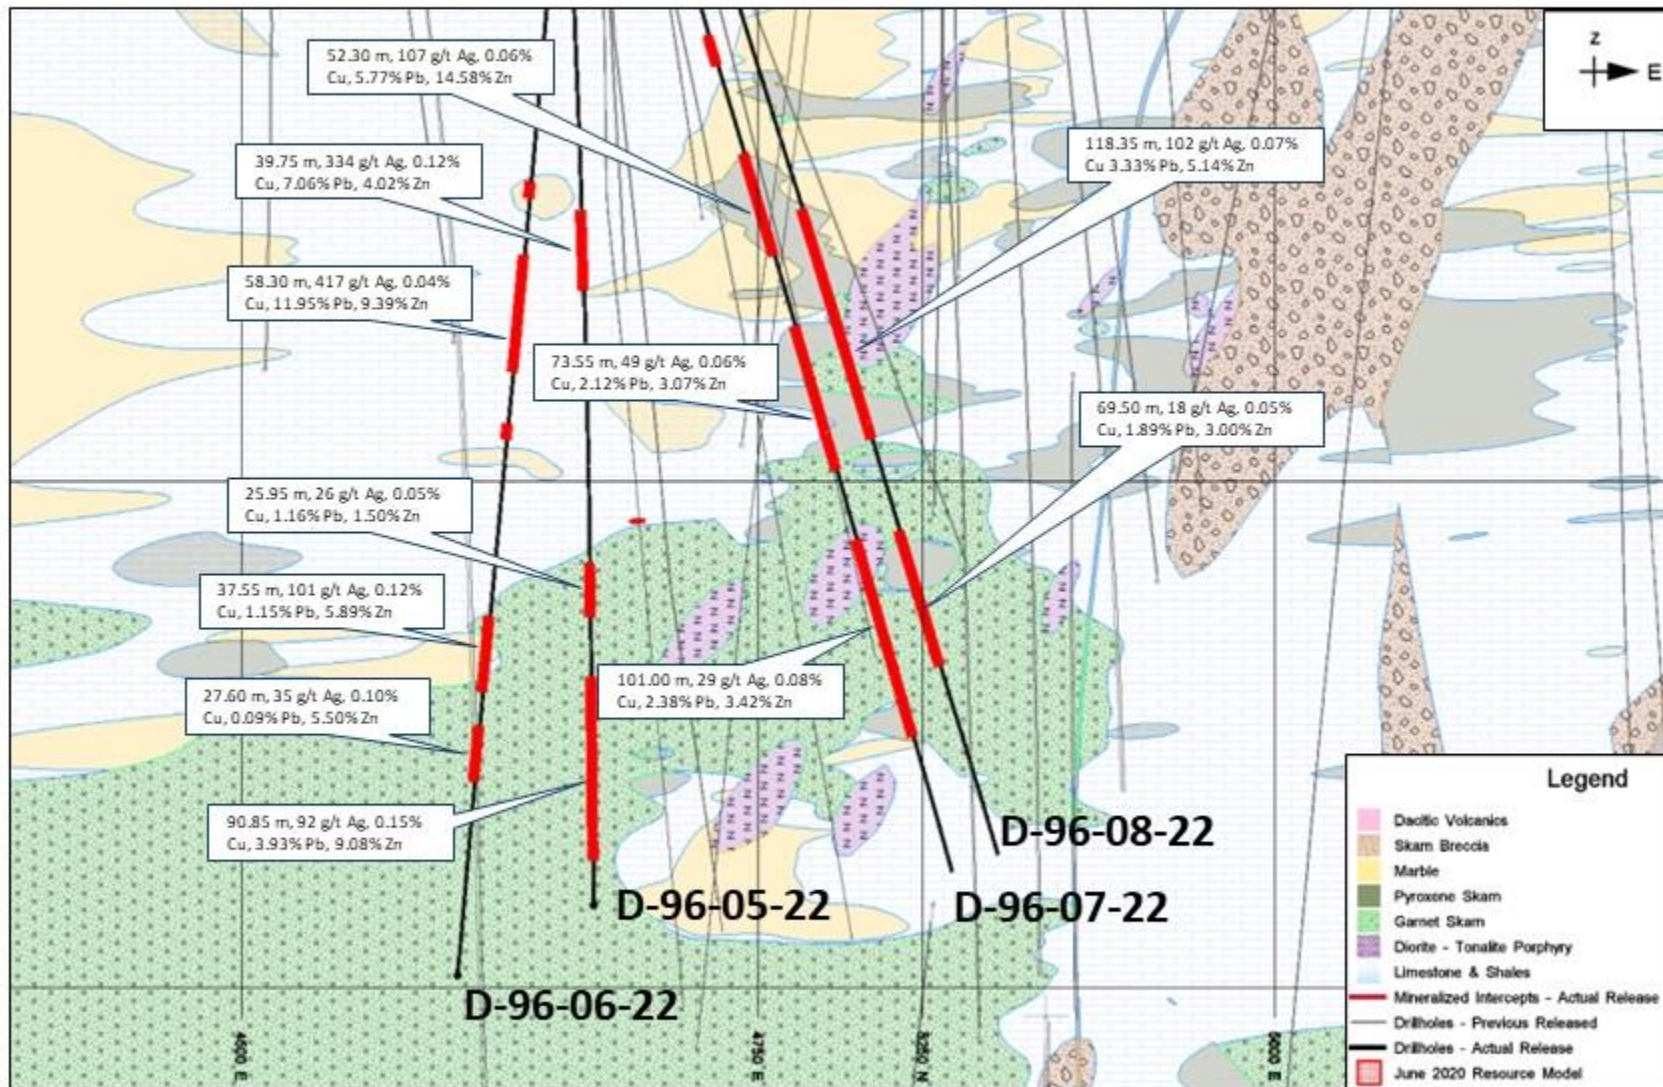 52.30 m, 107 g/t Ag, 0.06%
Cu, 5.77% Pb, 14.58% Zn
Z
E
39.75 m, 334 g/t Ag, 0.12%
Cu, 7.06% Pb, 4.02% Zn
118.35 m, 102 g/t Ag, 0.07%
Cu 3.33% Pb, 5.14% Zn
58.30 m, 417 g/t Ag, 0.04%
Cu, 11.95% Pb, 9.39% Zn
73.55 m, 49 g/t Ag, 0.06%
Cu, 2.12% Pb, 3.07% Zn
69.50 m, 18 g/t Ag, 0.05%
Cu, 1.89% Pb, 3.00% Zn
25.95 m, 26 g/t Ag, 0.05%
Cu, 1.16% Pb, 1.50% Zn
37.55 m, 101 g/t Ag, 0.12%
Cu, 1.15% Pb, 5.89% Zn
101.00 m, 29 g/t Ag, 0.08%
Cu, 2.38% Pb, 3.42% Zn
27.60 m, 35 g/t Ag, 0.10%
Cu, 0.09% Pb, 5.50% Zn
90.85 m, 92 g/t Ag, 0.15%
Cu, 3.93% Pb, 9.08% Zn
D-96-08-22
D-96-05-22
D-96-07-22
D-96-06-22
4500 E
4750 E
5250 N
5000 E
Legend
Dacitic Volcanics
Skarn Breccia
Marble
Pyroxene Skarn
Garnet Skarn
Diorite - Tonalite Porphyry
Limestone & Shales
Mineralized Intercepts - Actual Release
Drillholes - Previous Released
Drillholes - Actual Release
June 2020 Resource Model